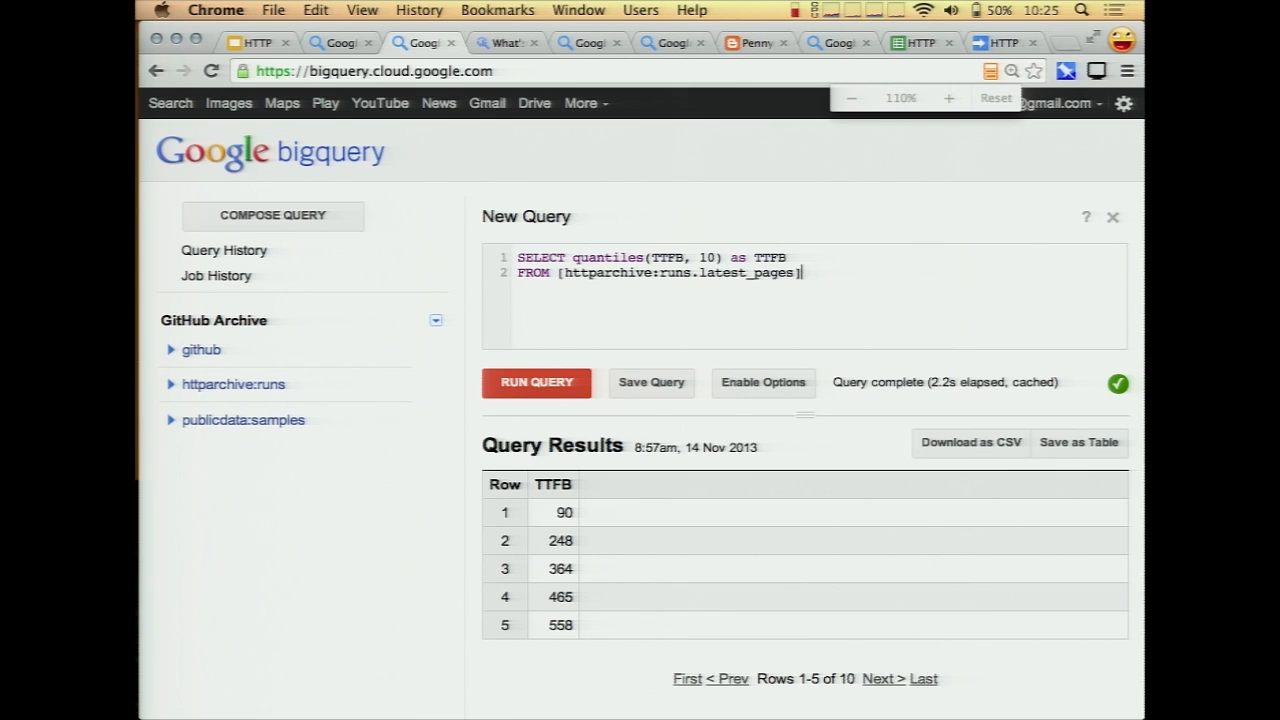 Chrome File Edit View History Bookmarks Window Users Help 50% 10:25
HTTP Googl Googl What's Googl Googl Penny Googl HTTP HTTP
https://bigquery.cloud.google.com
Search Images Maps Play YouTube News Gmail Drive More
110% Reset
@gmail.com
Google bigquery
COMPOSE QUERY
Query History
Job History
GitHub Archive
github
httparchive:runs
publicdata:samples
New Query
1 SELECT quantiles(TTFB, 10) as TTFB
2 FROM [httparchive:runs.latest_pages]
RUN QUERY Save Query Enable Options Query complete (2.2s elapsed, cached)
Query Results 8:57am, 14 Nov 2013 Download as CSV Save as Table
Row TTFB
1 90
2 248
3 364
4 465
5 558
First < Prev Rows 1-5 of 10 Next > Last